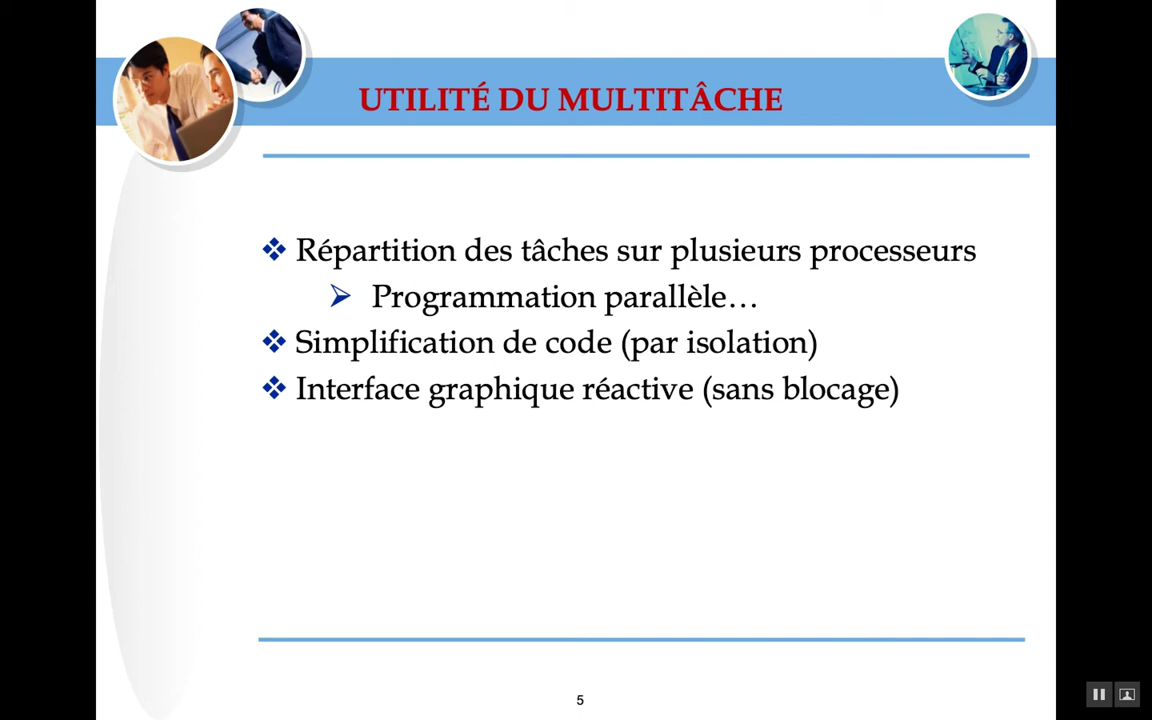 UTILITÉ DU MULTITÂCHE
Répartition des tâches sur plusieurs processeurs
Programmation parallèle…
Simplification de code (par isolation)
Interface graphique réactive (sans blocage)
5